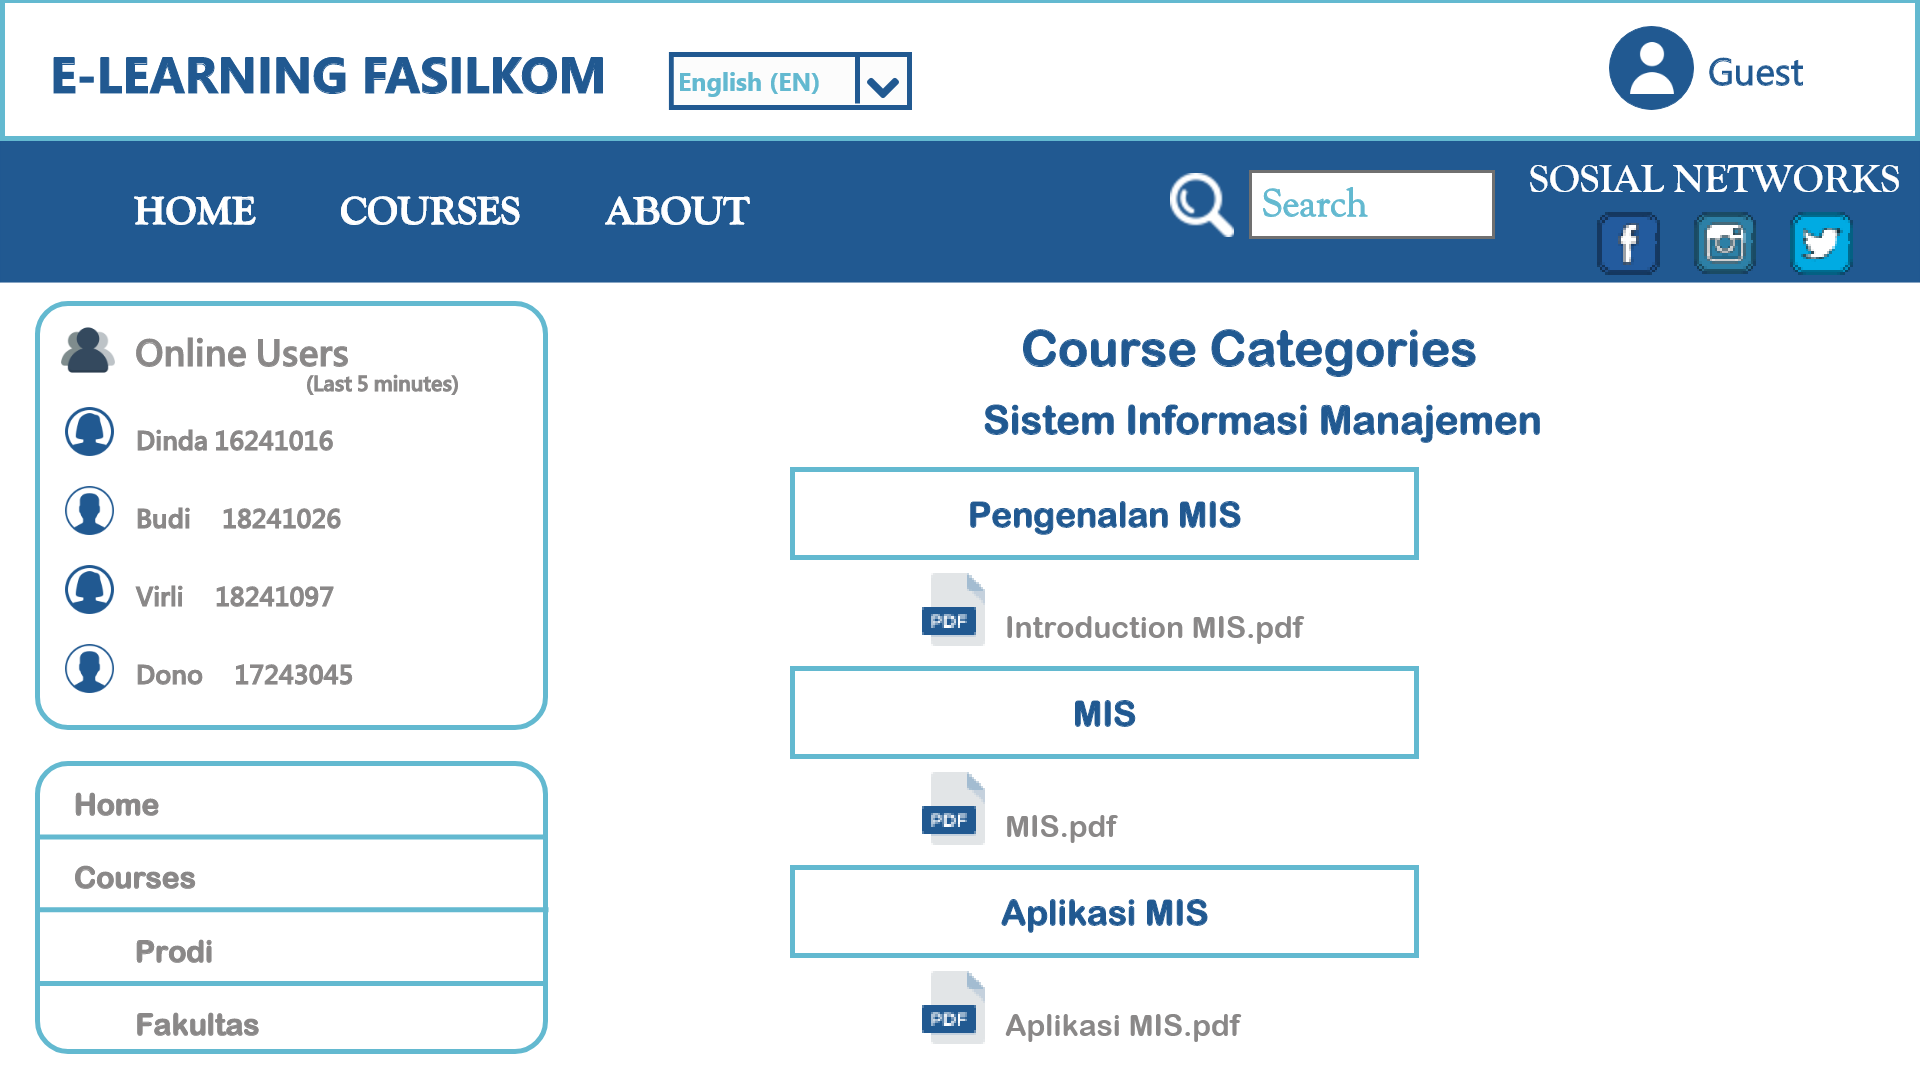 E-LEARNING FASILKOM
English (EN)
Guest
HOME
COURSES
ABOUT
Search
SOSIAL NETWORKS
Online Users
(Last 5 minutes)
Dinda 16241016
Budi 18241026
Virli 18241097
Dono 17243045
Home
Courses
Prodi
Fakultas
Course Categories
Sistem Informasi Manajemen
Pengenalan MIS
PDF
Introduction MIS.pdf
MIS
PDF
MIS.pdf
Aplikasi MIS
PDF
Aplikasi MIS.pdf